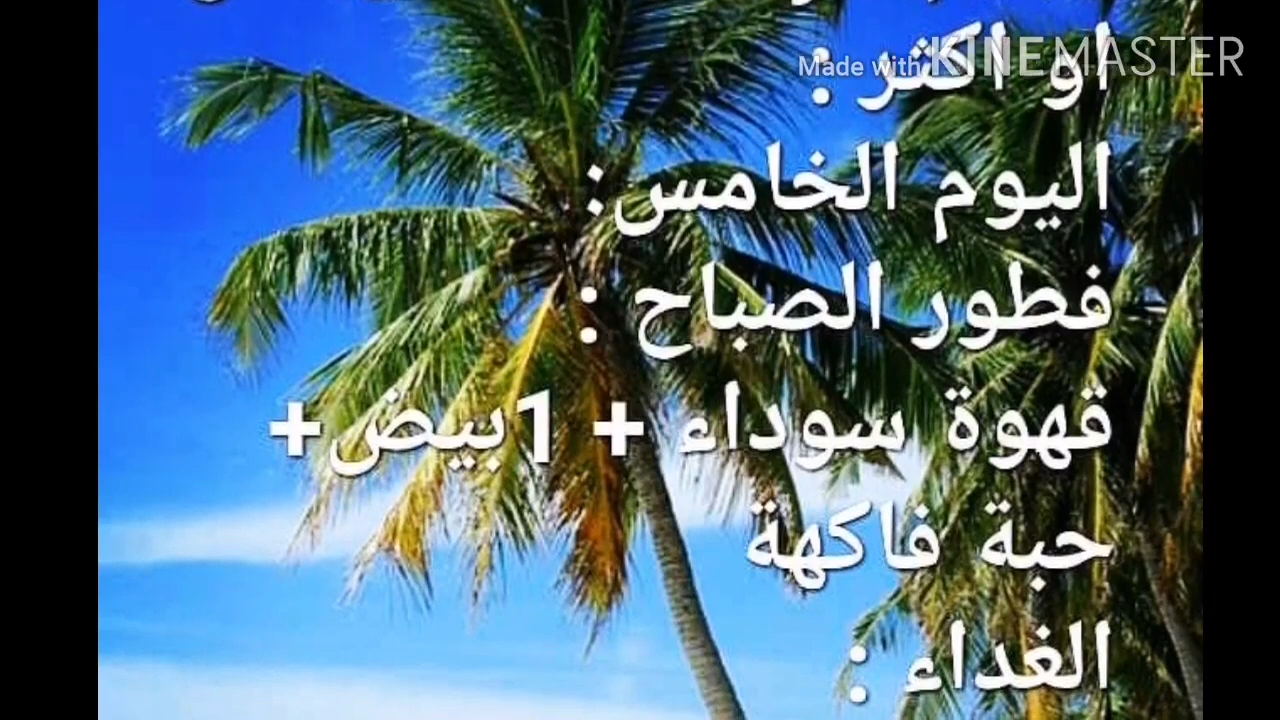 او اكثر :
Made with KINEMASTER
اليوم الخامس:
فطور الصباح :
قهوة سوداء + 1بيض+
حبة فاكهة
الغداء :